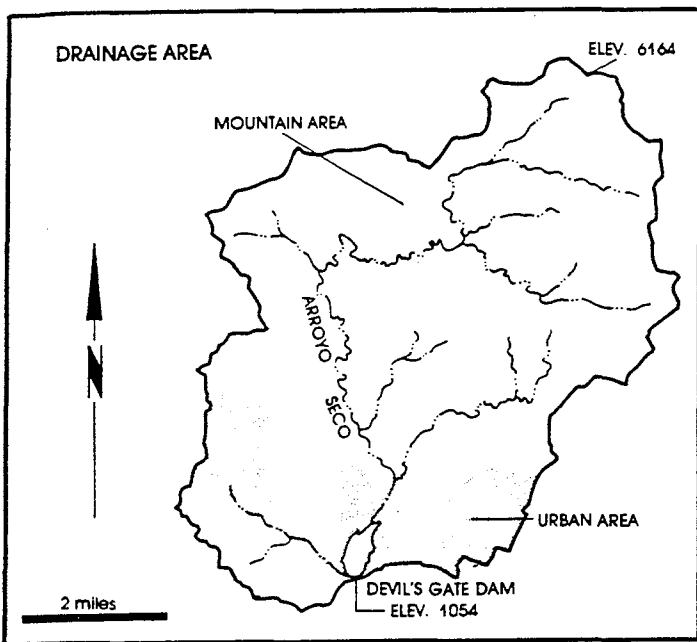 DRAINAGE AREA
ELEV. 6164
MOUNTAIN AREA
N
ARROYO
SECO
URBAN AREA
DEVIL'S GATE DAM
ELEV. 1054
2 miles